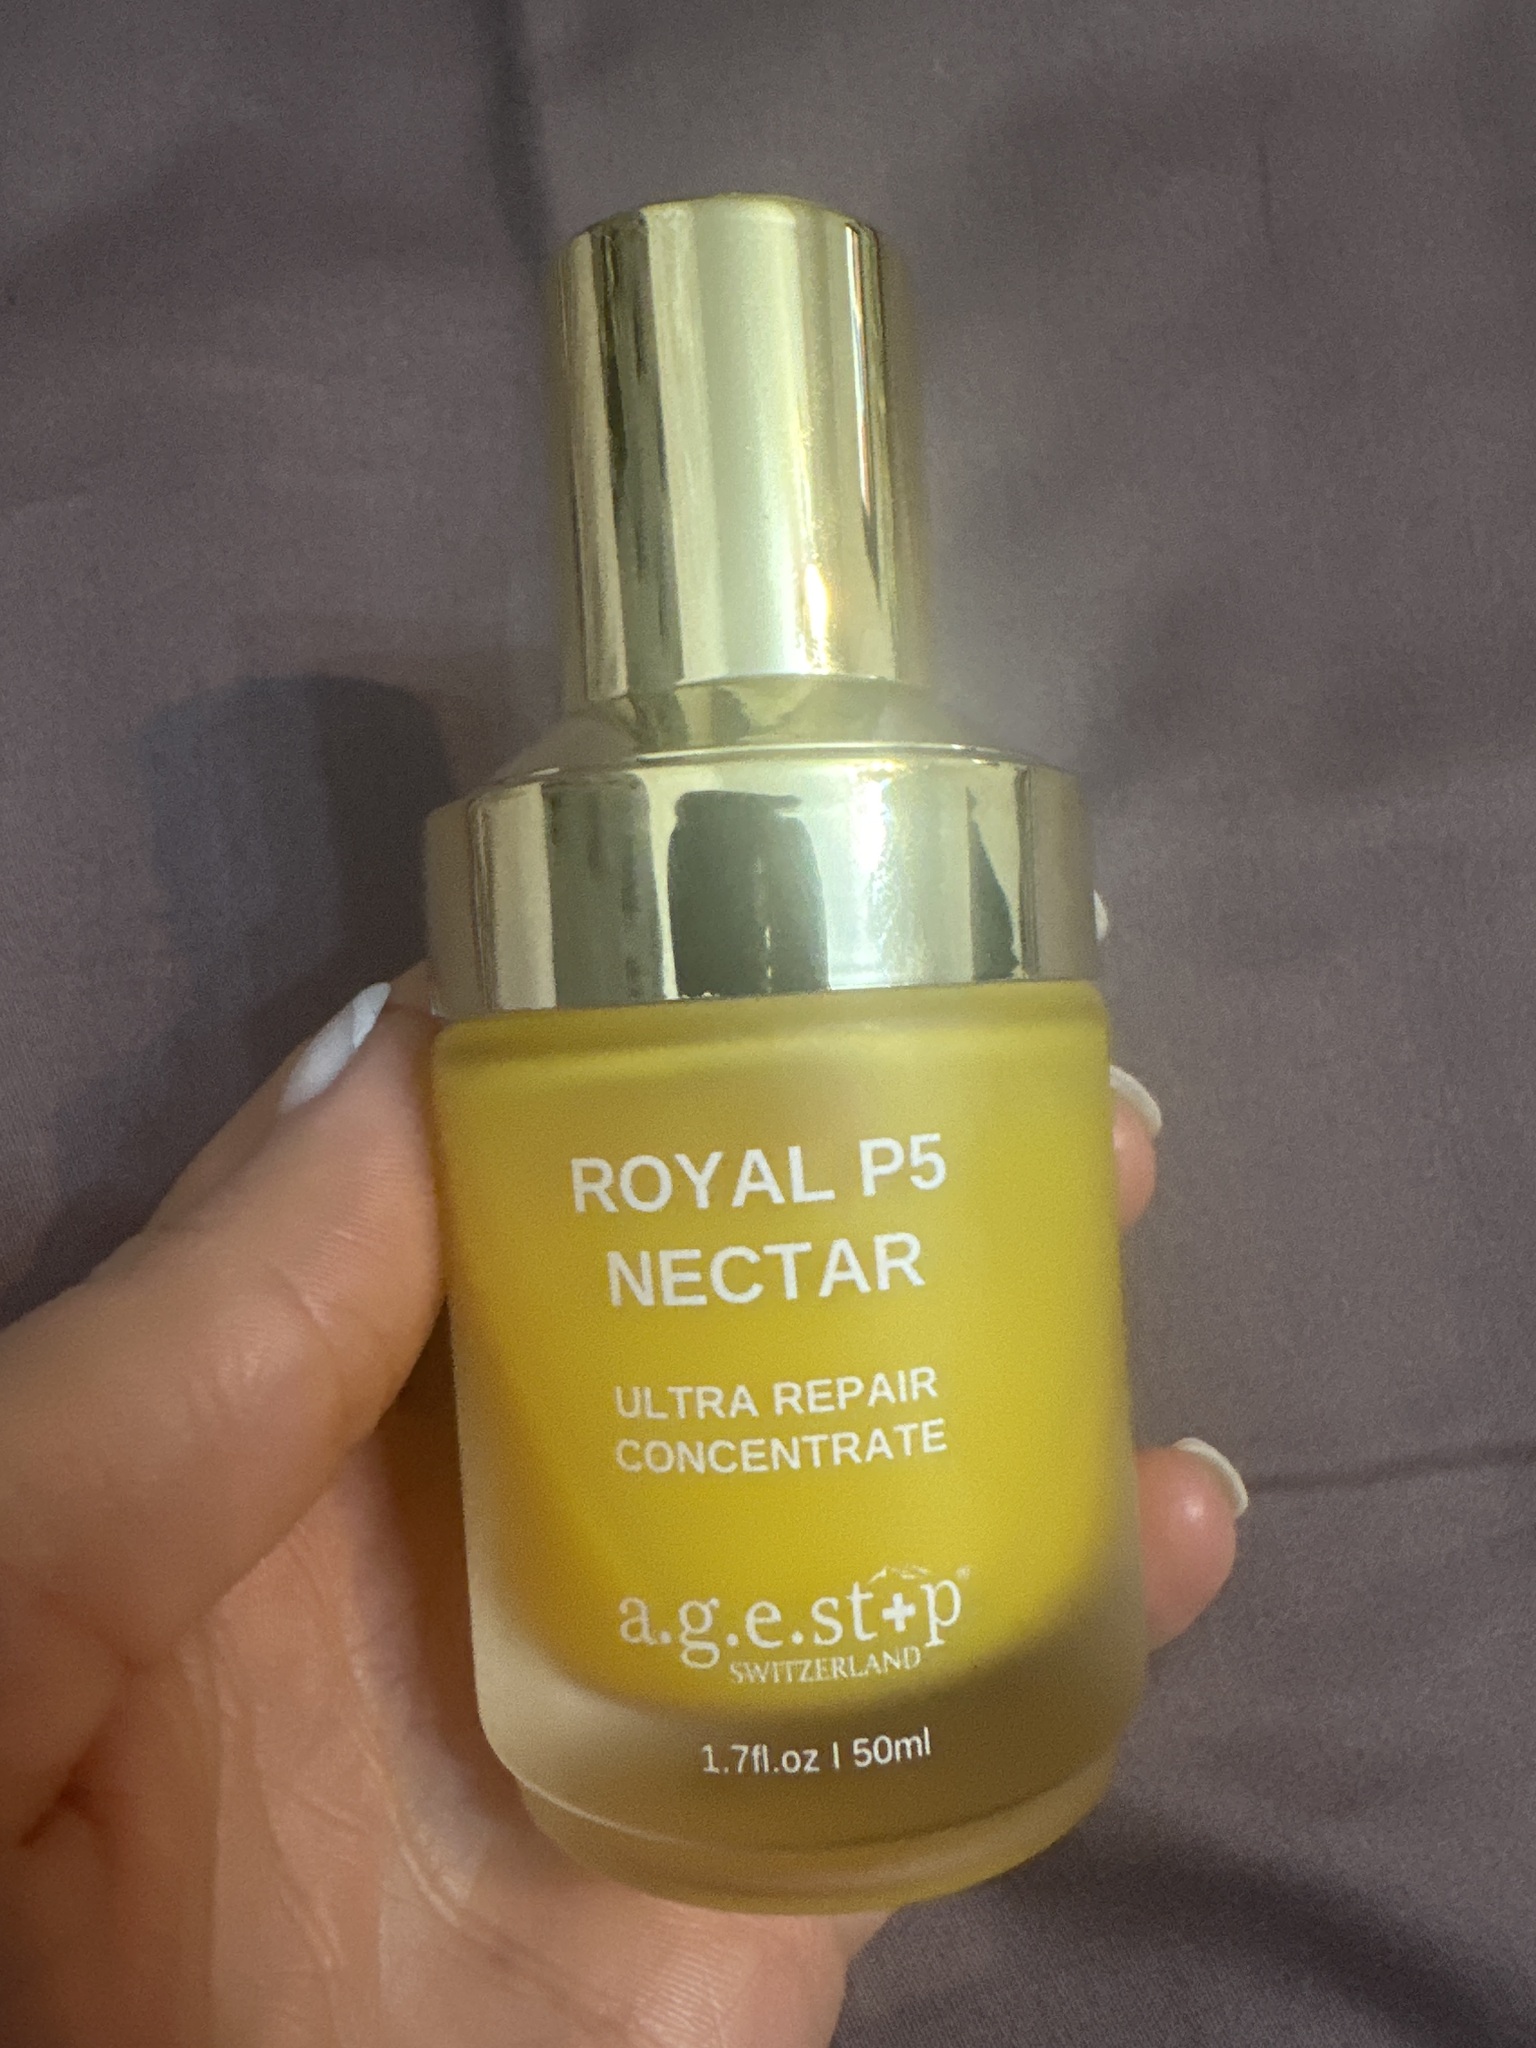 ROYAL P5
NECTAR
ULTRA REPAIR
CONCENTRATE
a.g.e.st+p®
SWITZERLAND
1.7fl.oz I 50ml